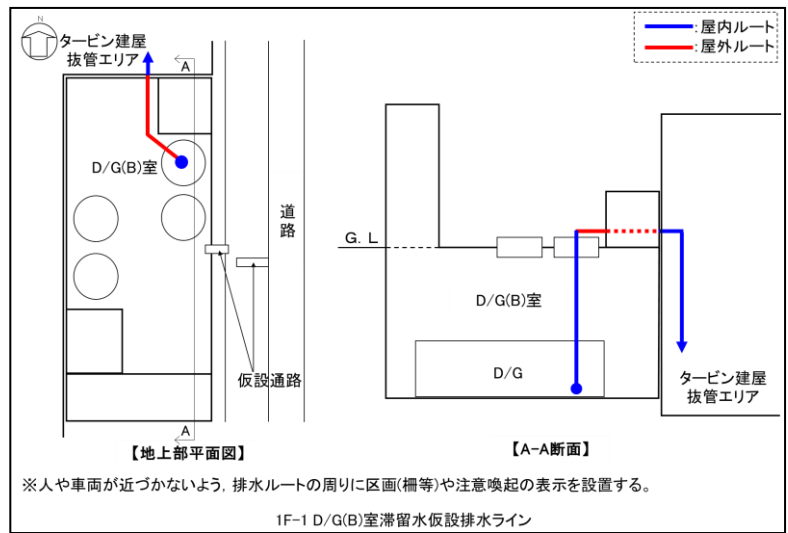 N
タービン建屋
抜管エリア
A
D/G(B)室
道路
仮設通路
A
【地上部平面図】
:屋内ルート
:屋外ルート
G. L
D/G(B)室
D/G
タービン建屋
抜管エリア
【A-A断面】
※人や車両が近づかないよう, 排水ルートの周りに区画(柵等)や注意喚起の表示を設置する。
1F-1 D/G(B)室滞留水仮設排水ライン